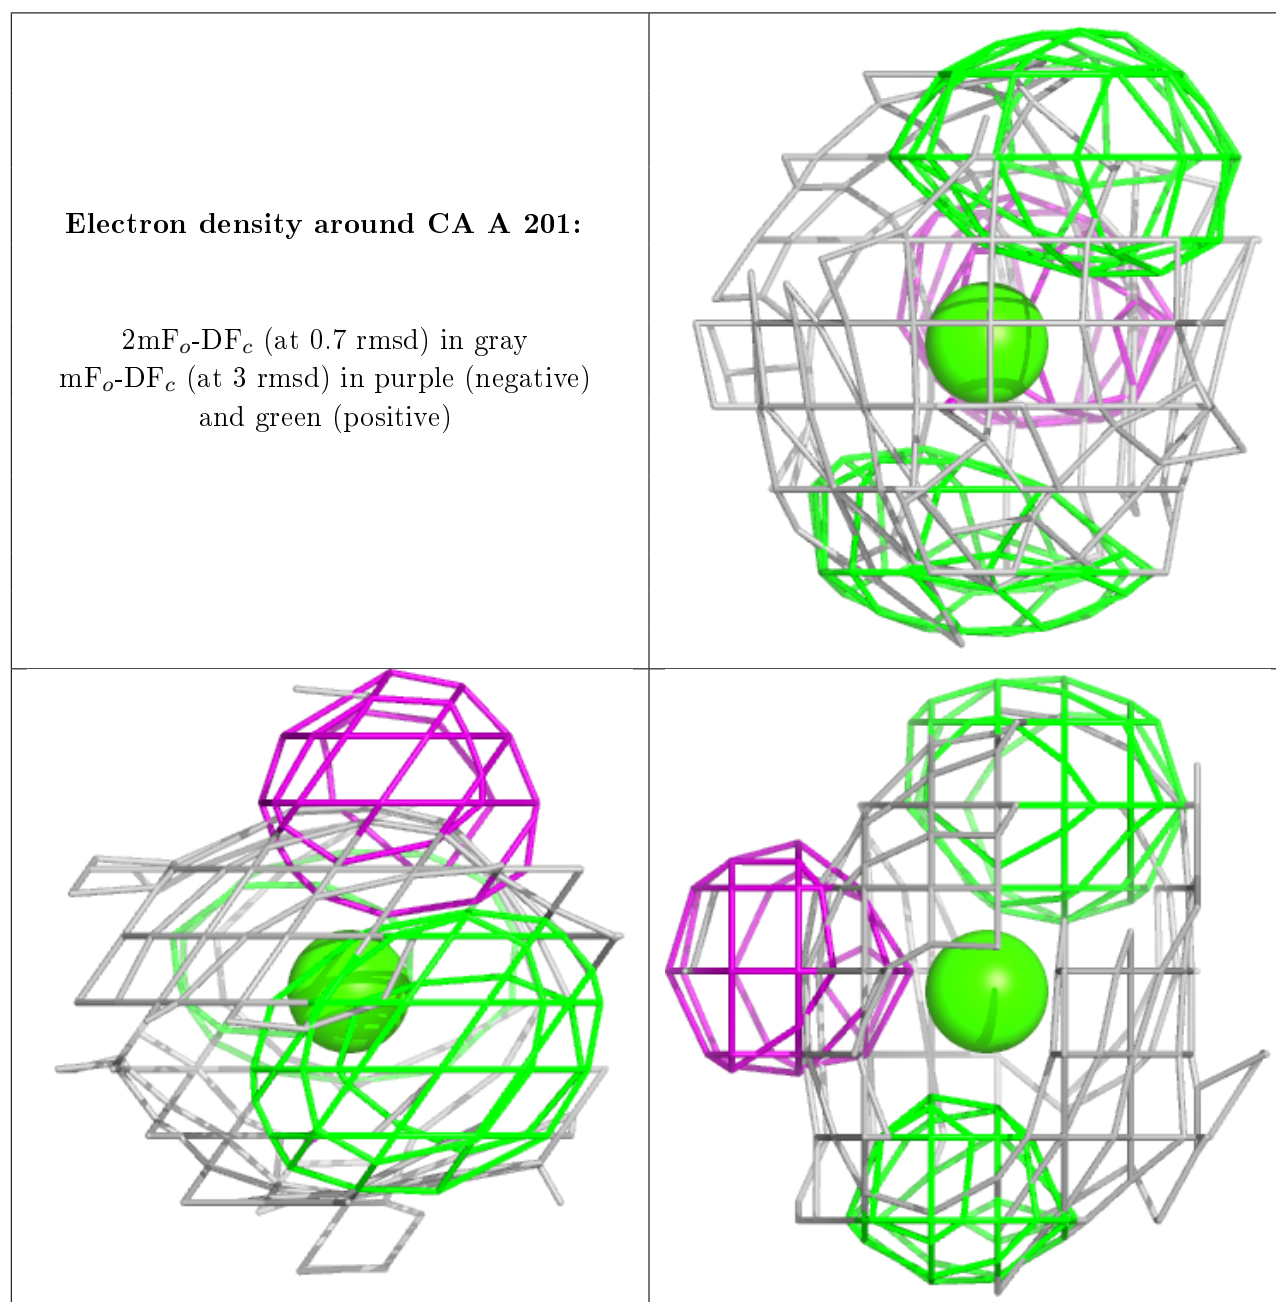 Electron density around CA A 201:
2mFo-DFc (at 0.7 rmsd) in gray
mFo-DFc (at 3 rmsd) in purple (negative)
and green (positive)